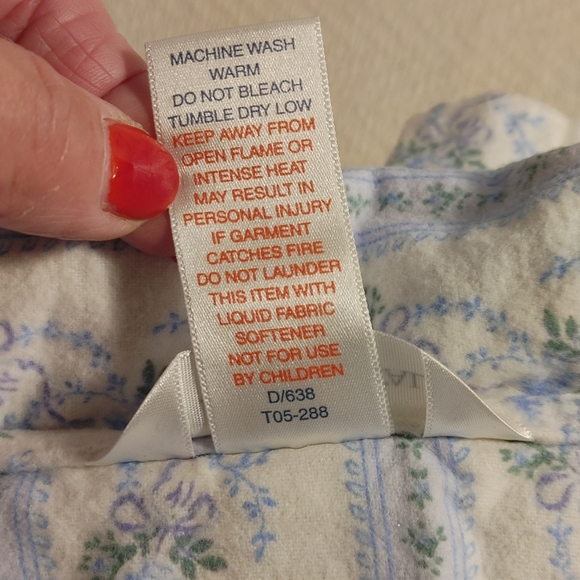 MACHINE WASH
WARM
DO NOT BLEACH
TUMBLE DRY LOW
KEEP AWAY FROM
OPEN FLAME OR
INTENSE HEAT
MAY RESULT IN
PERSONAL INJURY
IF GARMENT
CATCHES FIRE
DO NOT LAUNDER
THIS ITEM WITH
LIQUID FABRIC
SOFTENER
NOT FOR USE
BY CHILDREN
D/638
T05-288